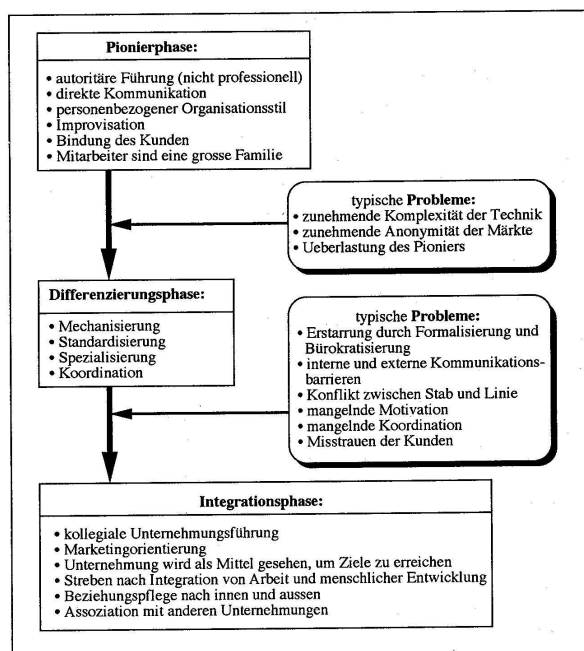 Pionierphase:
• autoritäre Führung (nicht professionell)
• direkte Kommunikation
• personenbezogener Organisationsstil
• Improvisation
• Bindung des Kunden
• Mitarbeiter sind eine grosse Familie
typische Probleme:
• zunehmende Komplexität der Technik
• zunehmende Anonymität der Märkte
• Ueberlastung des Pioniers
Differenzierungsphase:
• Mechanisierung
• Standardisierung
• Spezialisierung
• Koordination
typische Probleme:
• Erstarrung durch Formalisierung und
Bürokratisierung
• interne und externe Kommunikations-
barrieren
• Konflikt zwischen Stab und Linie
• mangelnde Motivation
• mangelnde Koordination
• Misstrauen der Kunden
Integrationsphase:
• kollegiale Unternehmungsführung
• Marketingorientierung
• Unternehmung wird als Mittel gesehen, um Ziele zu erreichen
• Streben nach Integration von Arbeit und menschlicher Entwicklung
• Beziehungspflege nach innen und aussen
• Assoziation mit anderen Unternehmungen